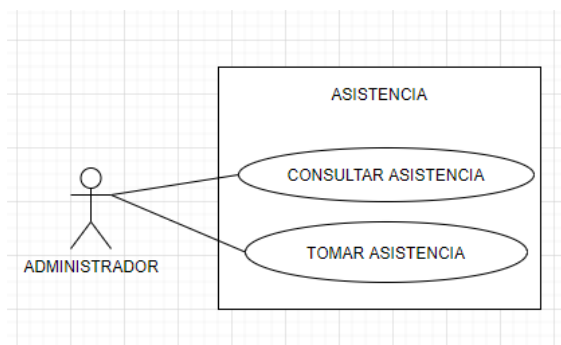 ASISTENCIA
CONSULTAR ASISTENCIA
TOMAR ASISTENCIA
ADMINISTRADOR